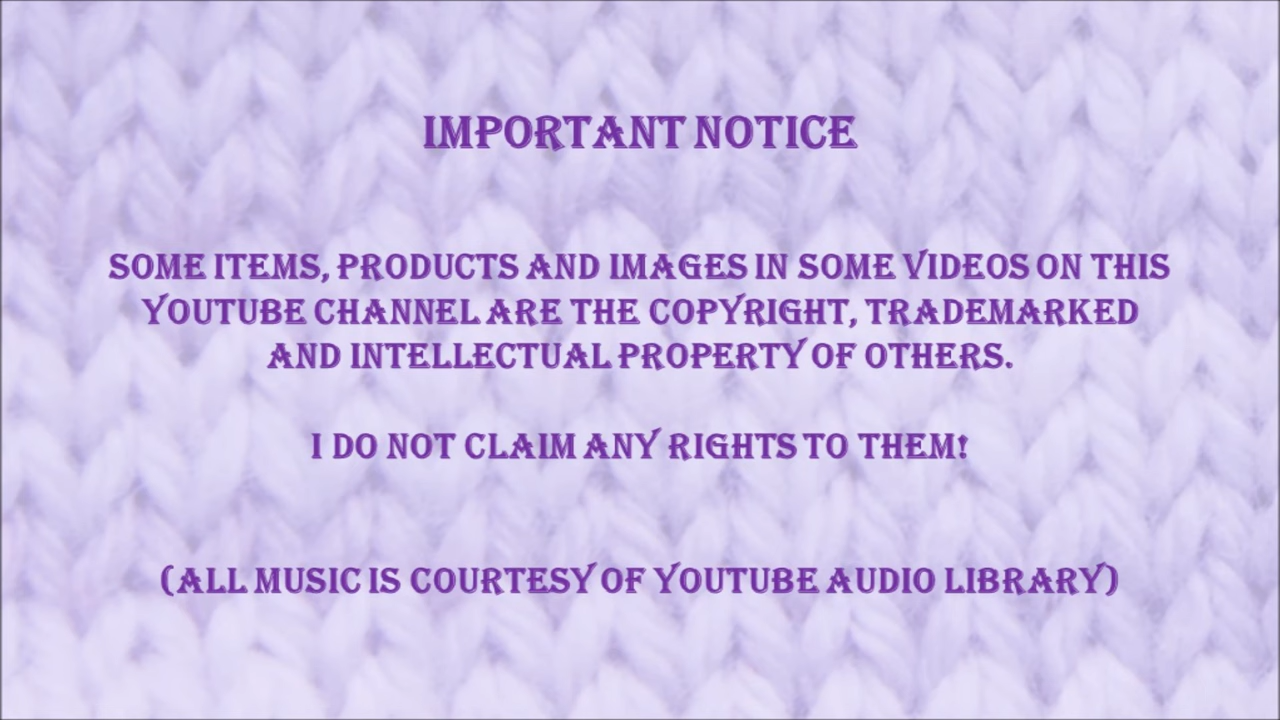 IMPORTANT NOTICE
SOME ITEMS, PRODUCTS AND IMAGES IN SOME VIDEOS ON THIS
YOUTUBE CHANNEL ARE THE COPYRIGHT, TRADEMARKED
AND INTELLECTUAL PROPERTY OF OTHERS.
I DO NOT CLAIM ANY RIGHTS TO THEM!
(ALL MUSIC IS COURTESY OF YOUTUBE AUDIO LIBRARY)